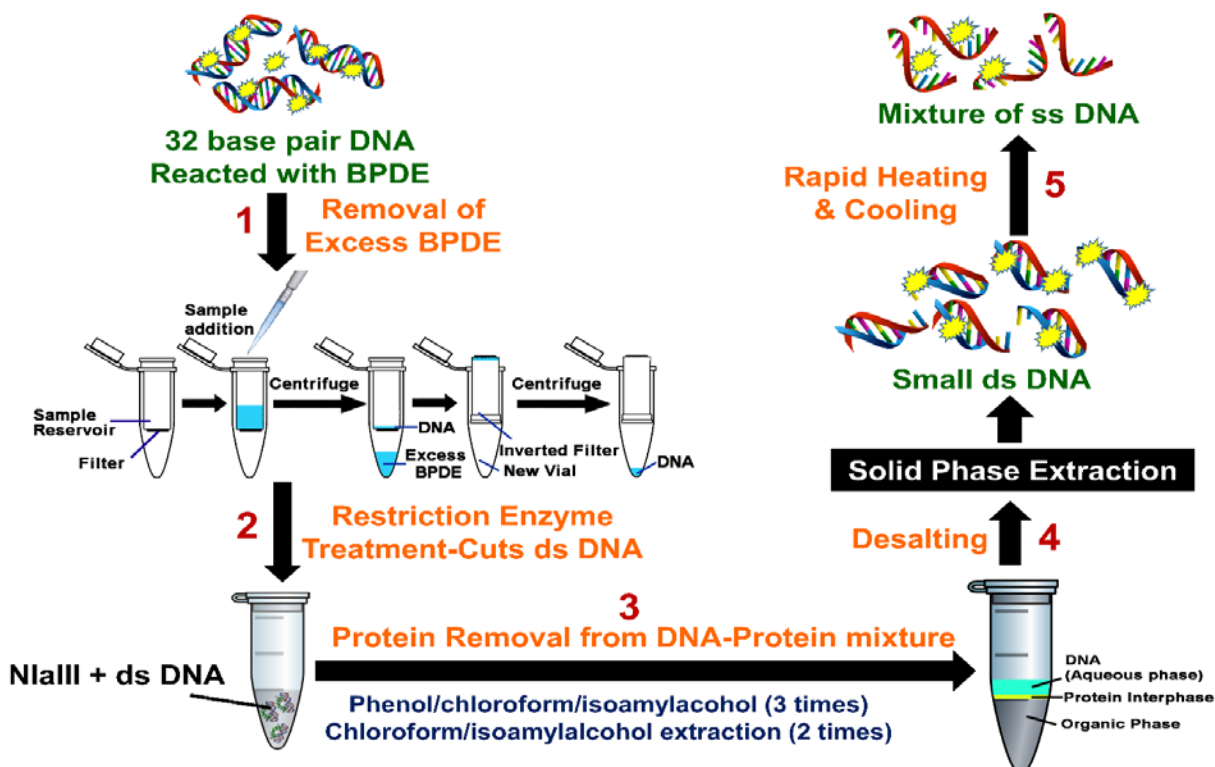 32 base pair DNA
Reacted with BPDE
1
Removal of
Excess BPDE
Sample
addition
Centrifuge
Centrifuge
Sample
Reservoir
Filter
DNA
Excess
BPDE
Inverted Filter
New Vial
DNA
2
Restriction Enzyme
Treatment-Cuts ds DNA
NlaIII + ds DNA
3
Protein Removal from DNA-Protein mixture
Phenol/chloroform/isoamylacohol (3 times)
Chloroform/isoamylalcohol extraction (2 times)
DNA
(Aqueous phase)
Protein Interphase
Organic Phase
Desalting
4
Solid Phase Extraction
Small ds DNA
Rapid Heating
& Cooling
5
Mixture of ss DNA